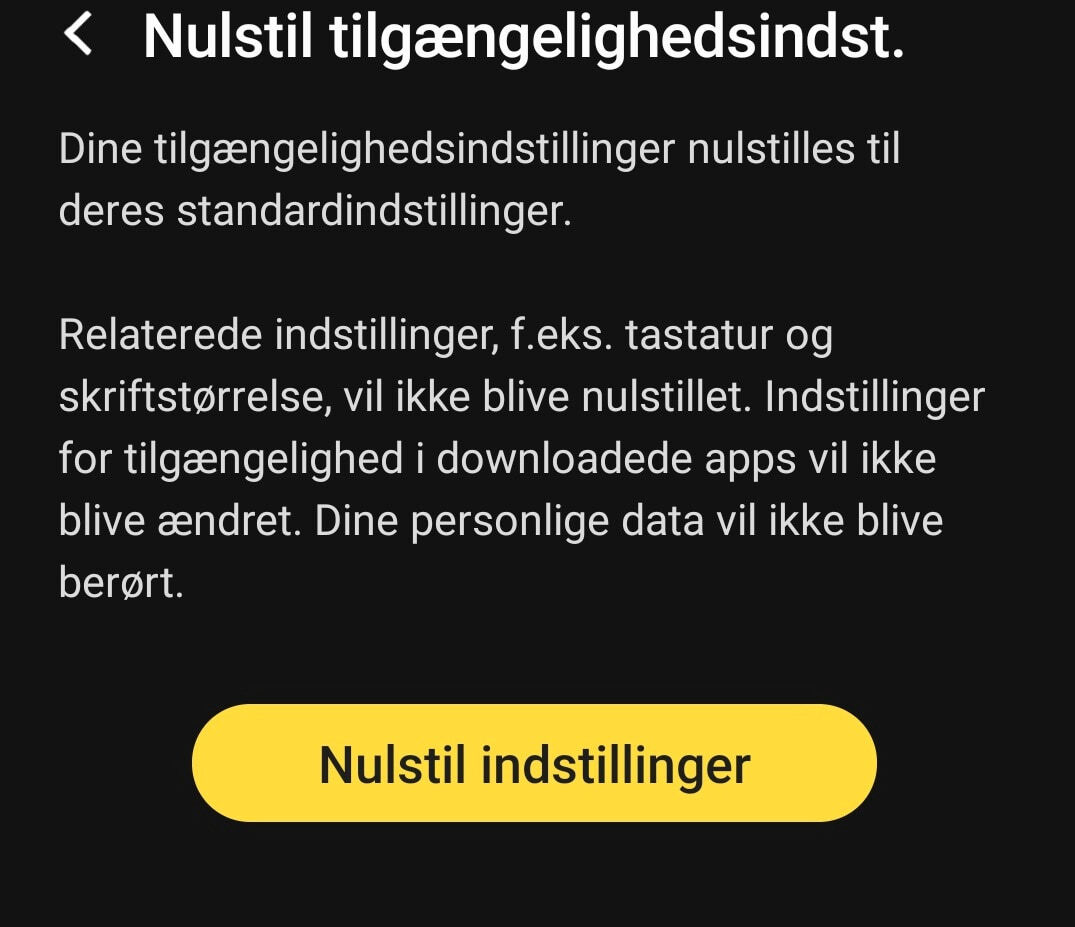 Nulstil tilgængelighedsindst.
Dine tilgængelighedsindstillinger nulstilles til
deres standardindstillinger.
Relaterede indstillinger, f.eks. tastatur og
skriftstørrelse, vil ikke blive nulstillet. Indstillinger
for tilgængelighed i downloadede apps vil ikke
blive ændret. Dine personlige data vil ikke blive
berørt.
Nulstil indstillinger